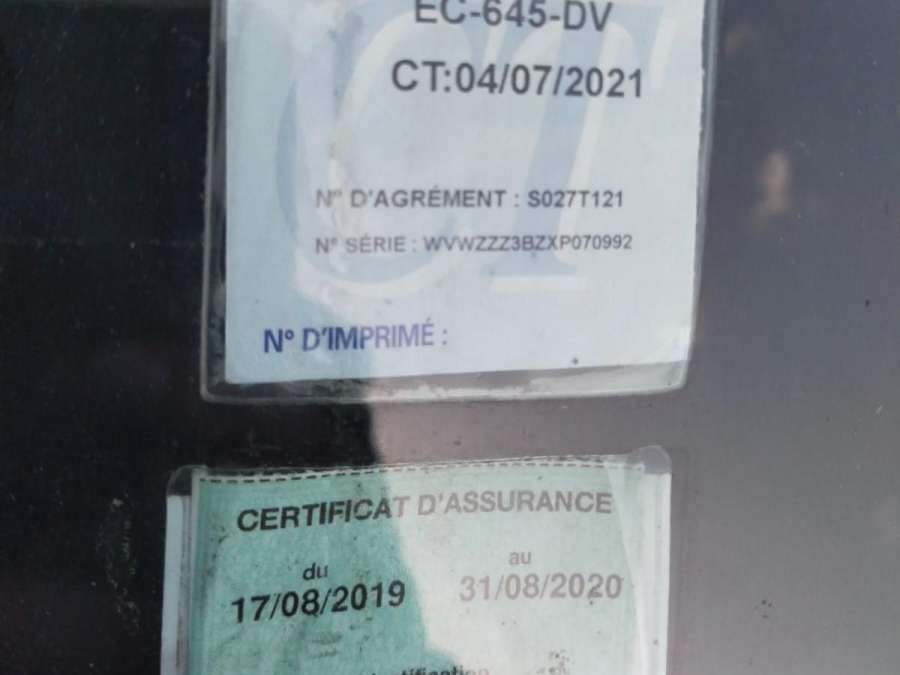 EC-645-DV
CT:04/07/2021
N° D'AGRÉMENT : S027T121
N° SÉRIE : WVWZZZ3BZXP070992
N° D'IMPRIMÉ :
CERTIFICAT D'ASSURANCE
du au
17/08/2019 31/08/2020